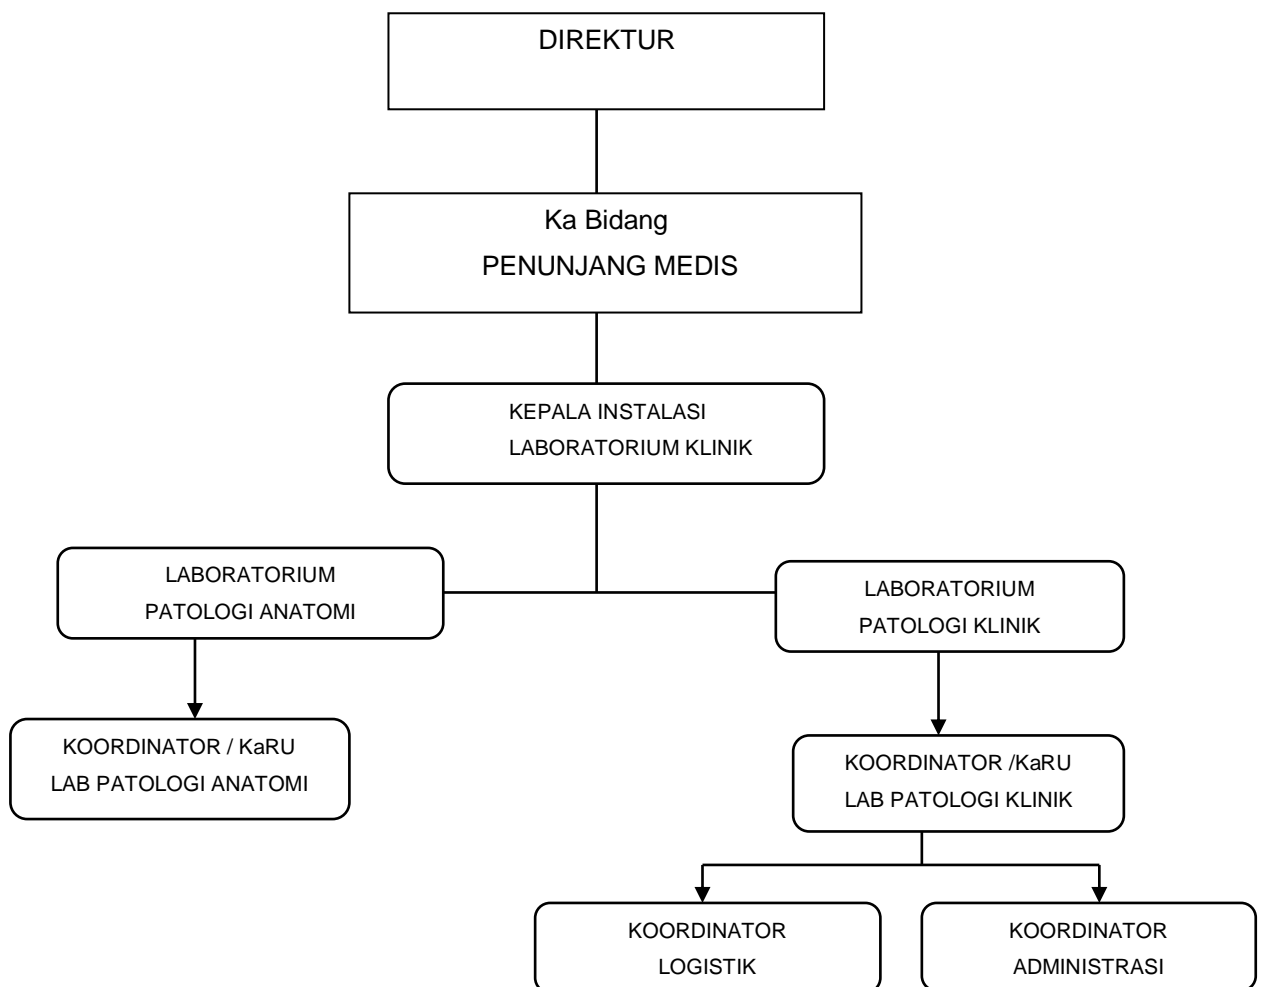 DIREKTUR
Ka Bidang
PENUNJANG MEDIS
KEPALA INSTALASI
LABORATORIUM KLINIK
LABORATORIUM
PATOLOGI ANATOMI
LABORATORIUM
PATOLOGI KLINIK
KOORDINATOR / KaRU
LAB PATOLOGI ANATOMI
KOORDINATOR /KaRU
LAB PATOLOGI KLINIK
KOORDINATOR
LOGISTIK
KOORDINATOR
ADMINISTRASI